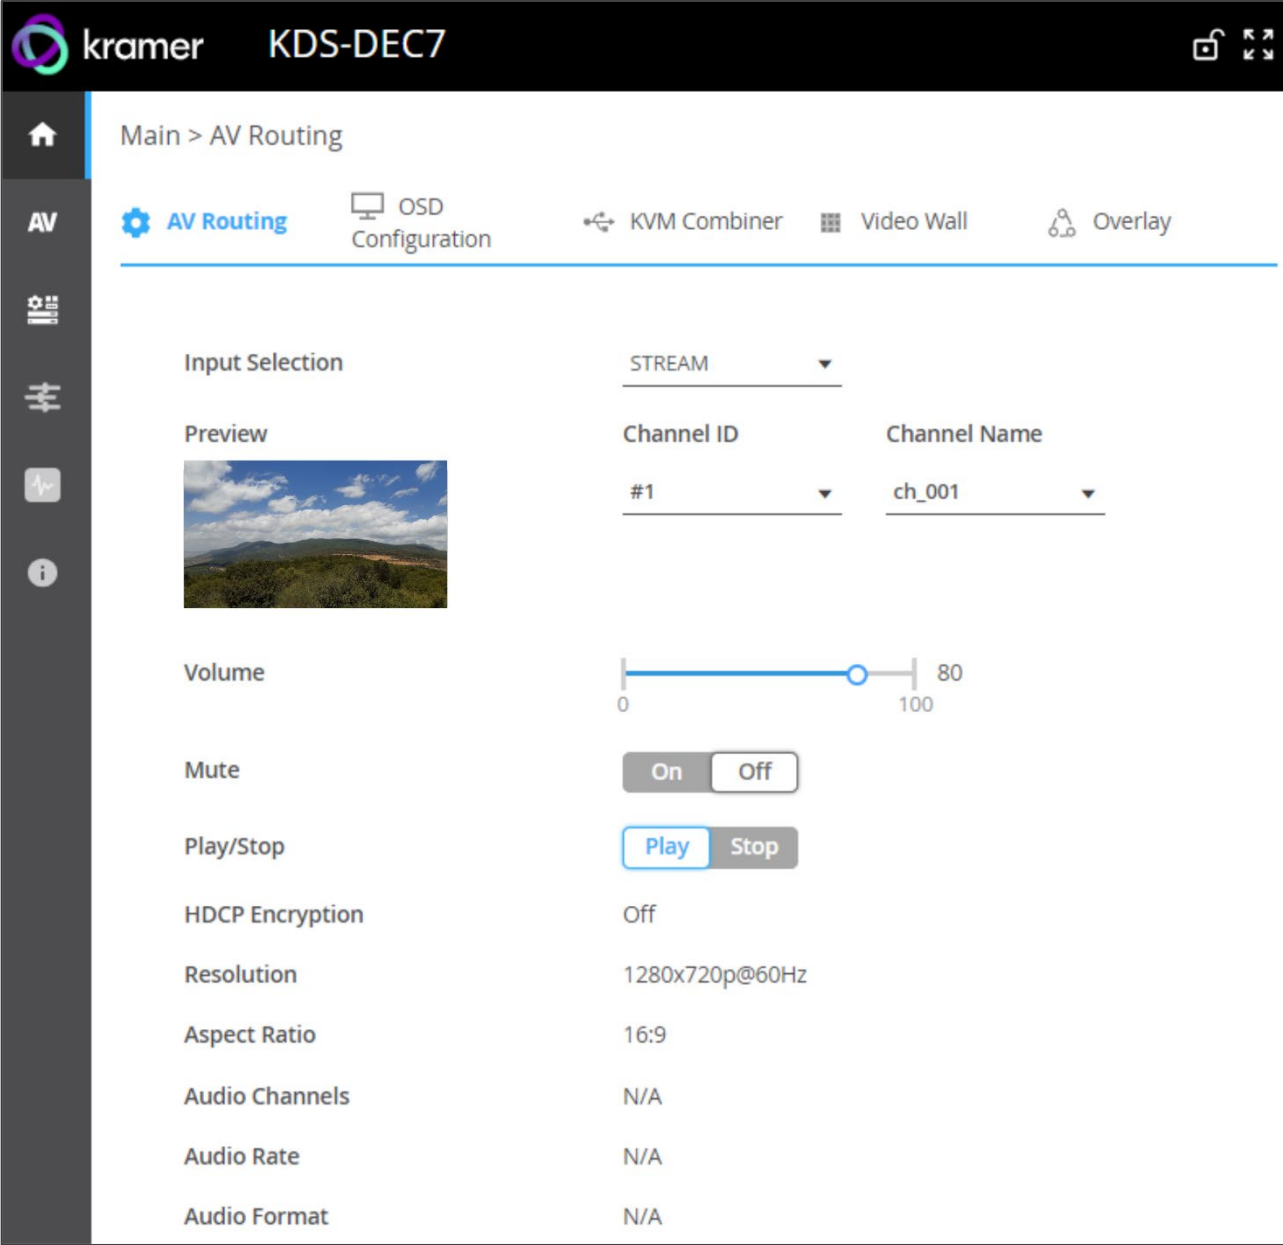 kramer KDS-DEC7
Main > AV Routing
AV
AV Routing
OSD
Configuration
KVM Combiner
Video Wall
Overlay
Input Selection STREAM
Preview Channel ID Channel Name
#1 ch_001
Volume 80
0 100
Mute On Off
Play/Stop Play Stop
HDCP Encryption Off
Resolution 1280x720p@60Hz
Aspect Ratio 16:9
Audio Channels N/A
Audio Rate N/A
Audio Format N/A